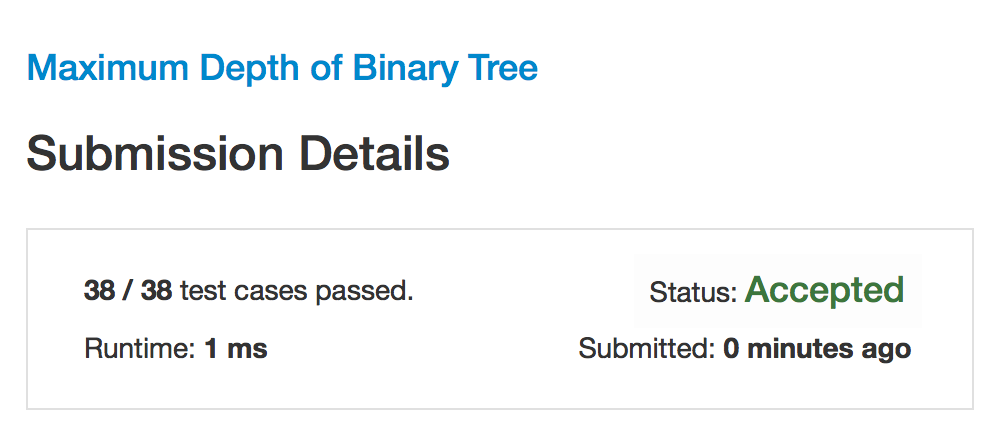 Maximum Depth of Binary Tree
Submission Details
38 / 38 test cases passed.
Status: Accepted
Runtime: 1 ms
Submitted: 0 minutes ago